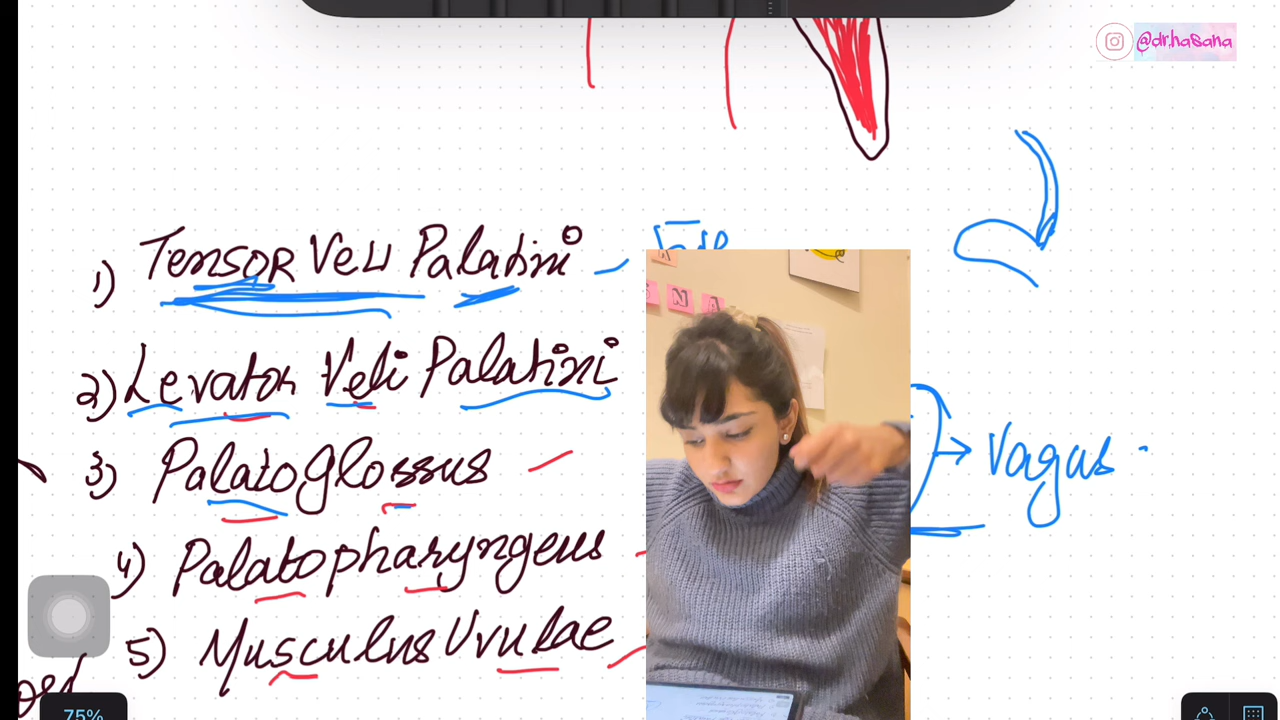 @dr.hasana
1) Tensor Veli Palatini
2) Levator Veli Palatini
3) Palatoglossus
→ Vagus
4) Palatopharyngeus
5) Musculus Uvulae
N A
75%